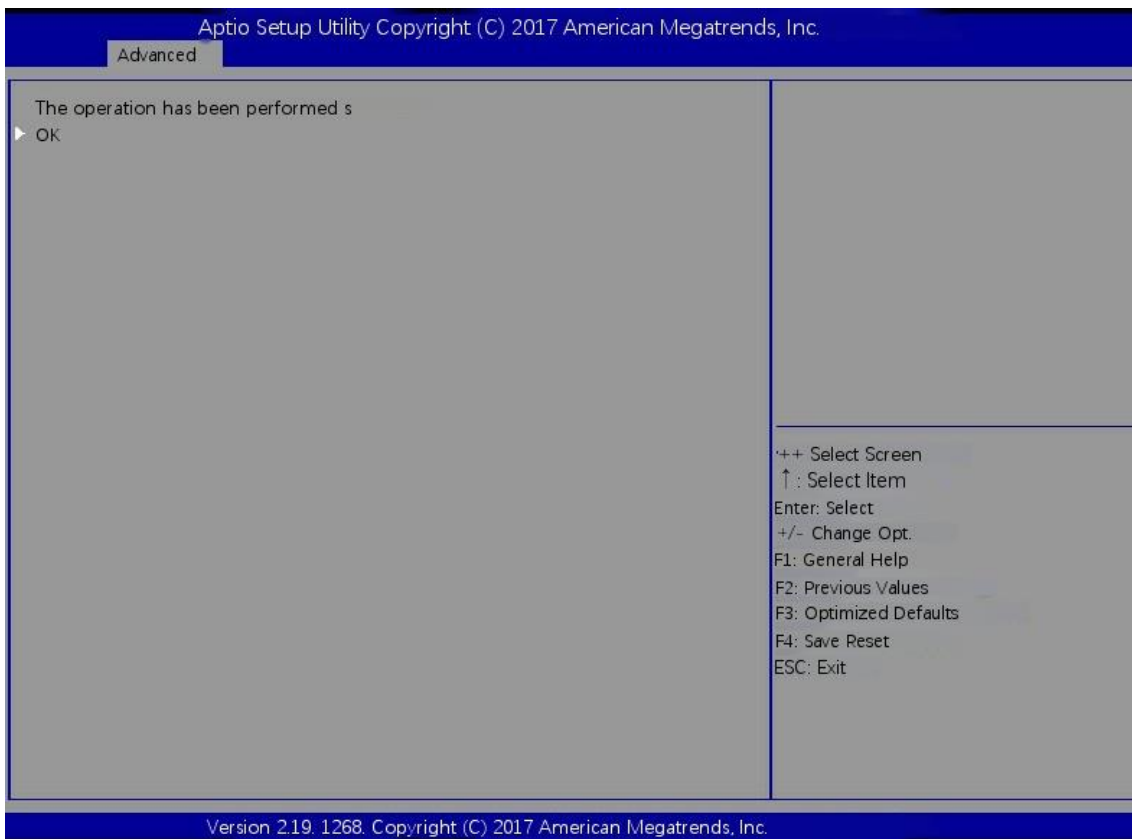 Aptio Setup Utility Copyright (C) 2017 American Megatrends, Inc.
Advanced
The operation has been performed s
OK
++ Select Screen
↑ : Select Item
Enter: Select
+/- Change Opt.
F1: General Help
F2: Previous Values
F3: Optimized Defaults
F4: Save Reset
ESC: Exit
Version 2.19. 1268. Copyright (C) 2017 American Megatrends, Inc.